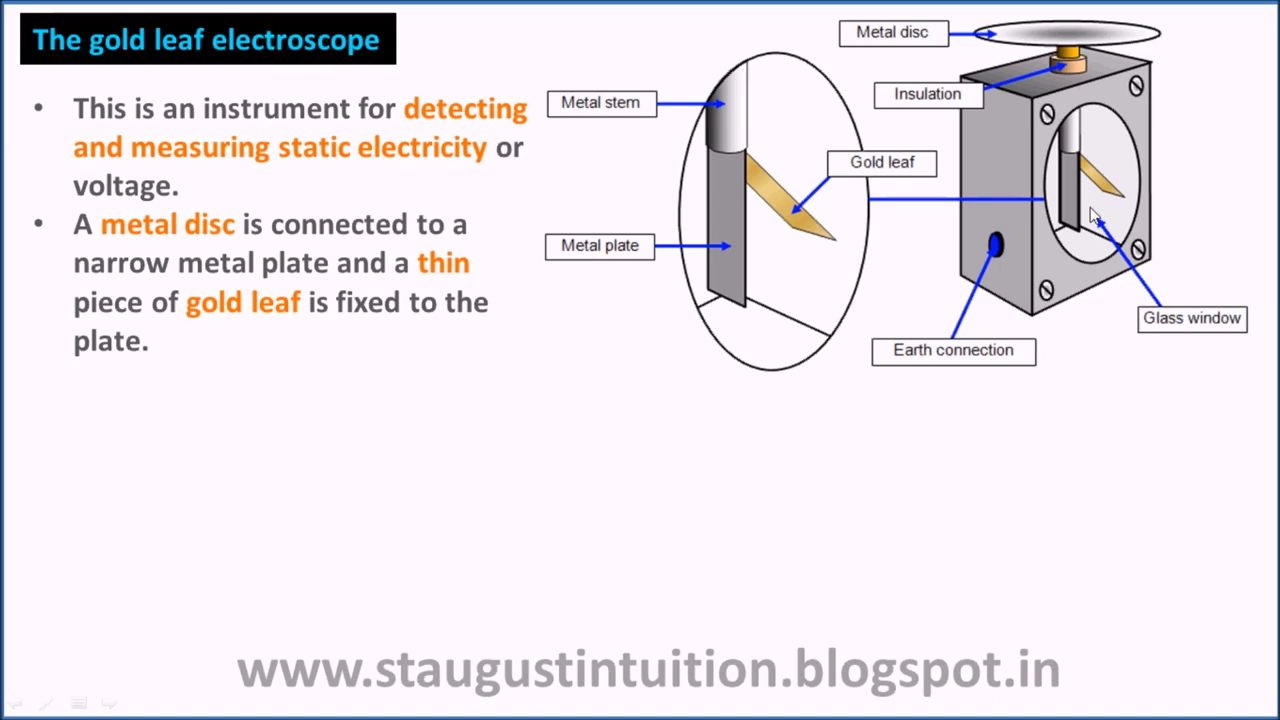 The gold leaf electroscope
• This is an instrument for detecting
and measuring static electricity or
voltage.
• A metal disc is connected to a
narrow metal plate and a thin
piece of gold leaf is fixed to the
plate.
Metal disc
Insulation
Metal stem
Gold leaf
Metal plate
Glass window
Earth connection
www.staugustintuition.blogspot.in